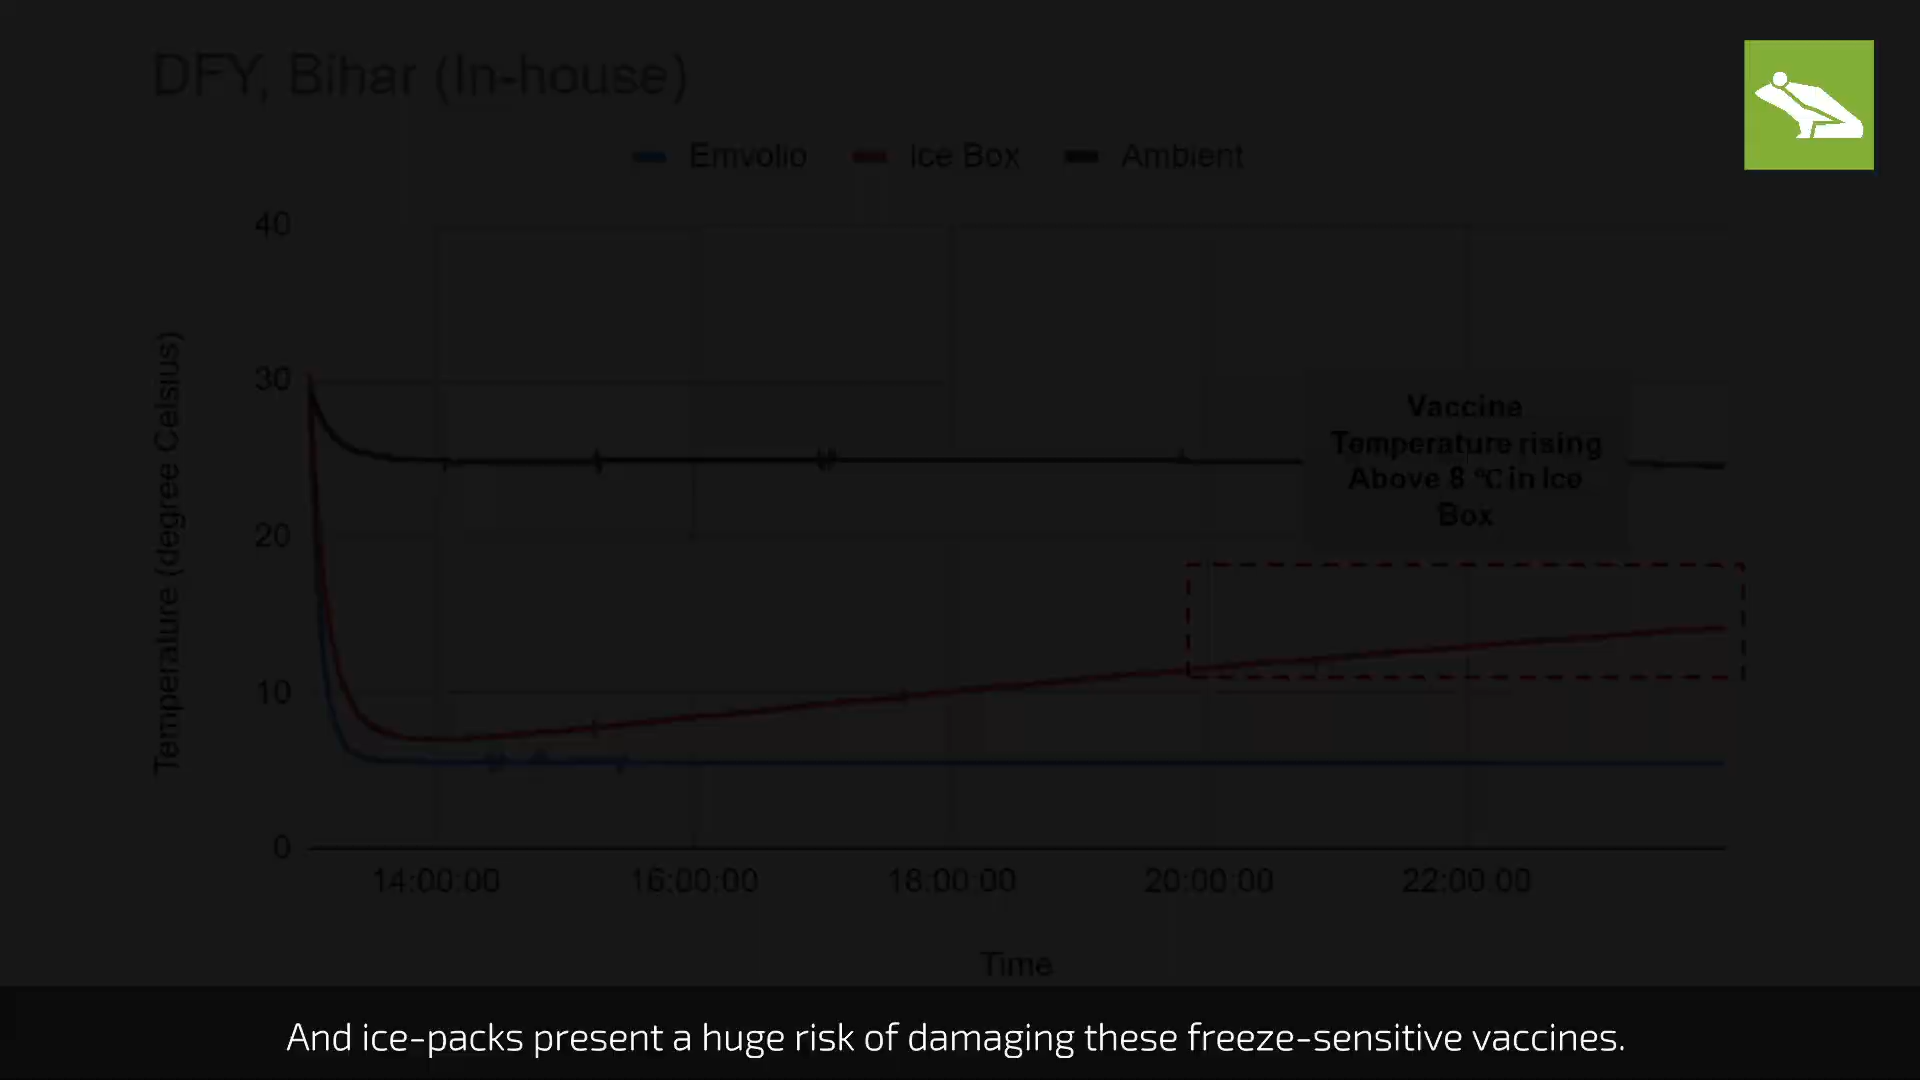 DFY, Bihar (In-house)
Emvolio Ice Box Ambient
40
30
20
10
0
Temperature (degree Celsius)
Vaccine
Temperature rising
Above 8 °C in Ice
Box
14:00:00 16:00:00 18:00:00 20:00:00 22:00:00
Time
And ice-packs present a huge risk of damaging these freeze-sensitive vaccines.